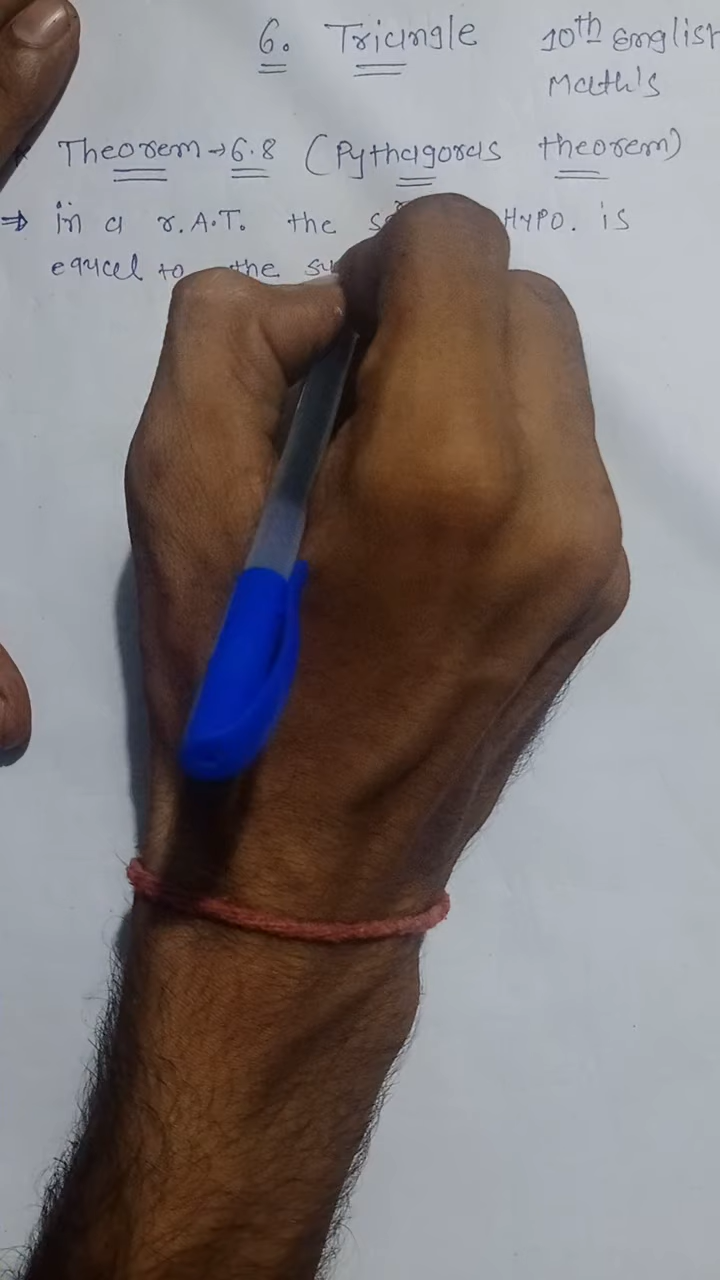 6. Triangle 10th English
Math's
Theorem → 6.8 (Pythagoras theorem)
⇒ in a r.A.T. the HYPO. is
equal to the